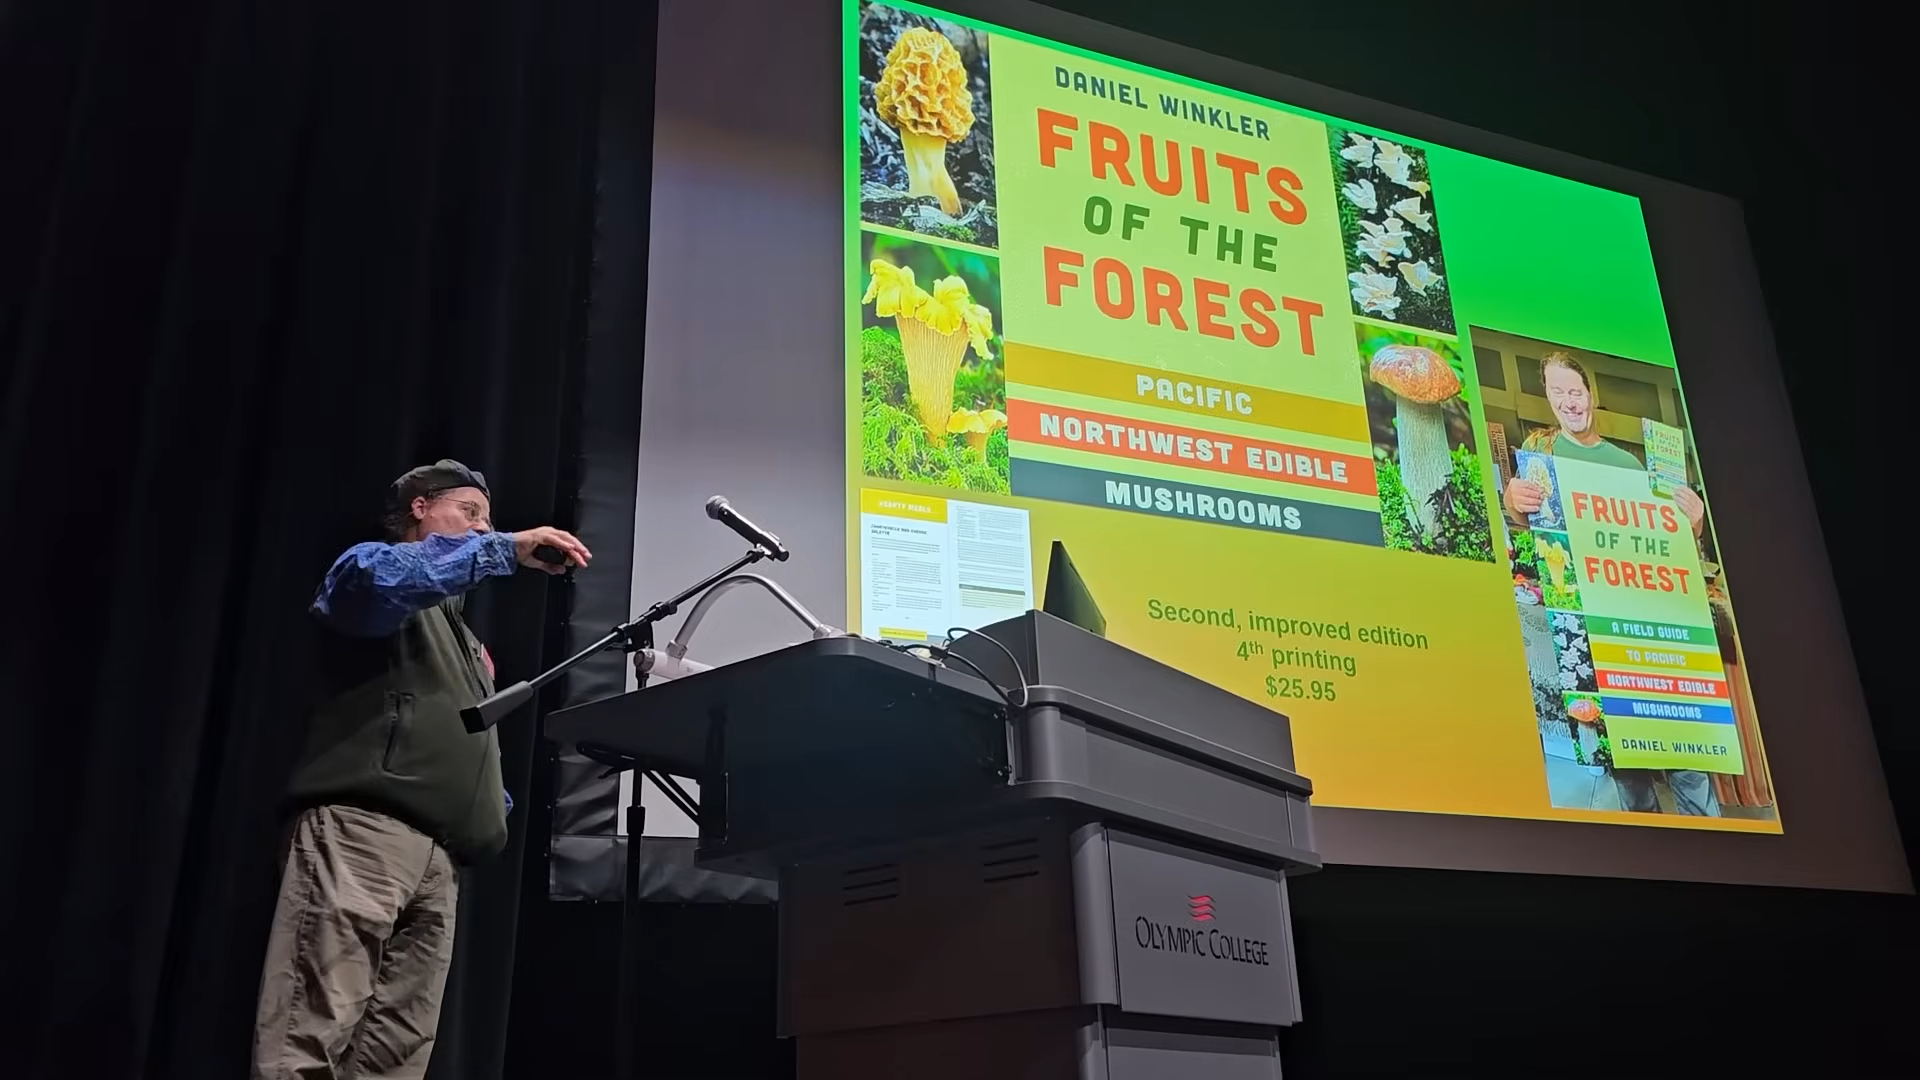 DANIEL WINKLER
FRUITS
OF THE
FOREST
PACIFIC
NORTHWEST EDIBLE
MUSHROOMS
Second, improved edition
4th printing
$25.95
FRUITS
OF THE
FOREST
A FIELD GUIDE
TO PACIFIC
NORTHWEST EDIBLE
MUSHROOMS
DANIEL WINKLER
OLYMPIC COLLEGE